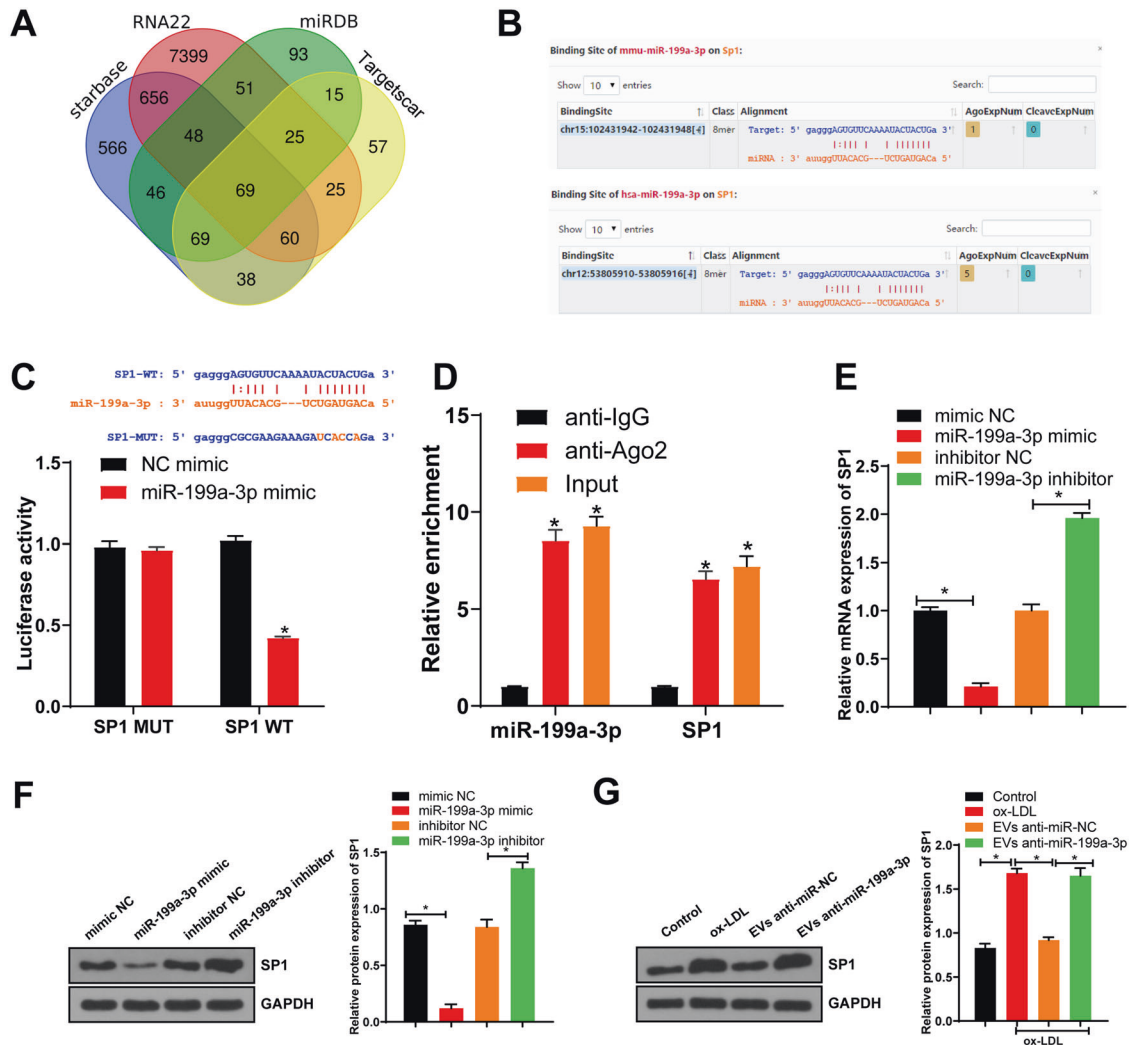 A
RNA22
miRDB
starbase
Targetscar
7399
93
656
51
15
566
48
25
57
46
69
25
69
60
38
B
Binding Site of mmu-miR-199a-3p on Sp1:
×
Show 10 entries
Search:
BindingSite Class Alignment AgoExpNum CleaveExpNum
chr15:102431942-102431948[-] 8mer Target: 5' gagggAGUGUUCAAAAUACUACUGa 3' 1 0
miRNA : 3' auuggUUACACG---UCUGAUGACa 5'
Binding Site of hsa-miR-199a-3p on SP1:
×
Show 10 entries
Search:
BindingSite Class Alignment AgoExpNum CleaveExpNum
chr12:53805910-53805916[+] 8mer Target: 5' gagggAGUGUUCAAAAUACUACUGa 3' 5 0
miRNA : 3' auuggUUACACG---UCUGAUGACa 5'
C
SP1-WT: 5' gagggAGUGUUCAAAAUACUACUGa 3'
miR-199a-3p : 3' auuggUUACACG---UCUGAUGACa 5'
SP1-MUT: 5' gagggCGCGAAGAAAGAUCACCAGa 3'
NC mimic
miR-199a-3p mimic
Luciferase activity
1.5
1.0
0.5
0.0
*
SP1 MUT SP1 WT
D
anti-IgG
anti-Ago2
Input
Relative enrichment
15
10
5
0
* * * *
miR-199a-3p SP1
E
mimic NC
miR-199a-3p mimic
inhibitor NC
miR-199a-3p inhibitor
Relative mRNA expression of SP1
2.5
2.0
1.5
1.0
0.5
0.0
* *
F
mimic NC
miR-199a-3p mimic
inhibitor NC
miR-199a-3p inhibitor
SP1
GAPDH
mimic NC
miR-199a-3p mimic
inhibitor NC
miR-199a-3p inhibitor
Relative protein expression of SP1
1.5
1.0
0.5
0.0
* *
G
Control
ox-LDL
EVs anti-miR-NC
EVs anti-miR-199a-3p
SP1
GAPDH
Control
ox-LDL
EVs anti-miR-NC
EVs anti-miR-199a-3p
Relative protein expression of SP1
2.0
1.5
1.0
0.5
0.0
* * *
ox-LDL